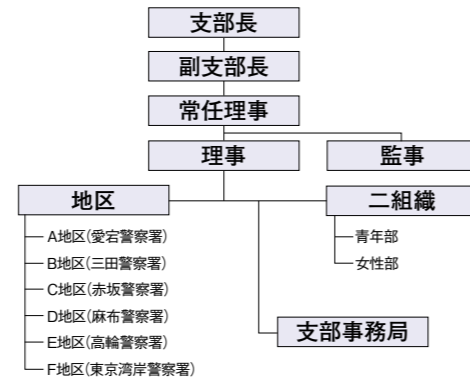 支部長
副支部長
常任理事
理事
監事
地区
二組織
A地区(愛宕警察署)
B地区(三田警察署)
C地区(赤坂警察署)
D地区(麻布警察署)
E地区(高輪警察署)
F地区(東京湾岸警察署)
青年部
女性部
支部事務局